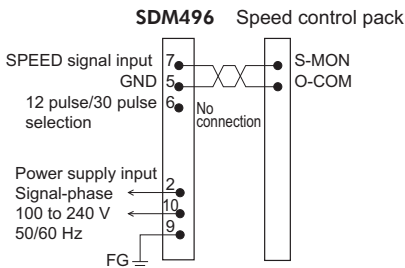 SDM496 Speed control pack
SPEED signal input 7 S-MON
GND 5 O-COM
12 pulse/30 pulse 6 No
selection connection
Power supply input
Signal-phase 2
100 to 240 V 10
50/60 Hz 9
FG